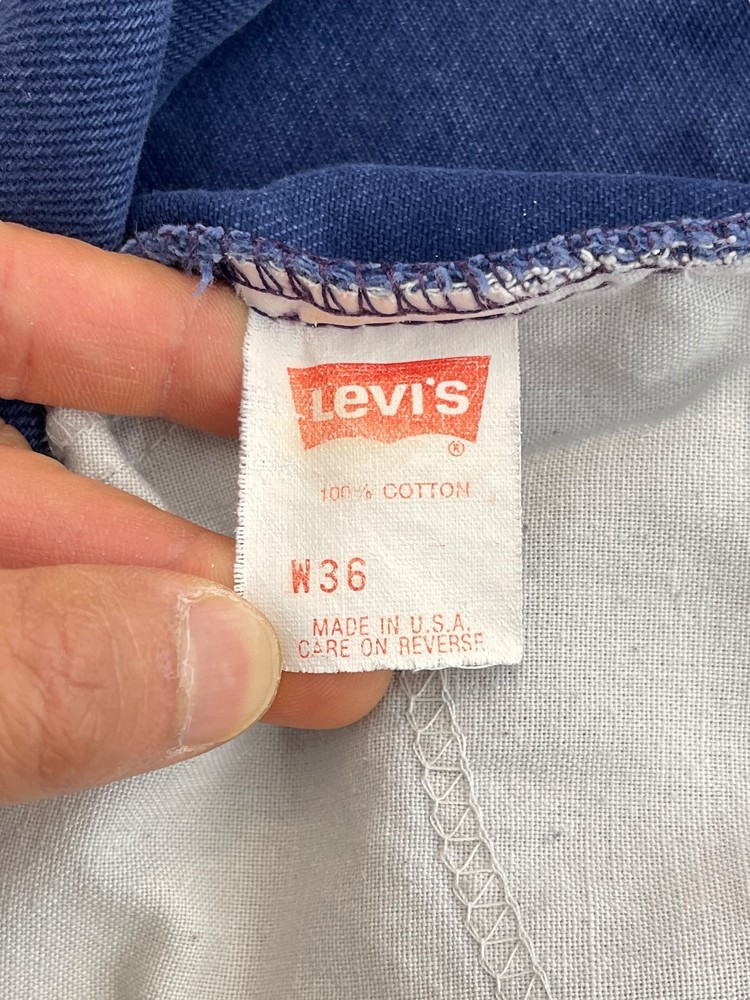 Levi's
®
100% COTTON
W36
MADE IN U.S.A.
CARE ON REVERSE